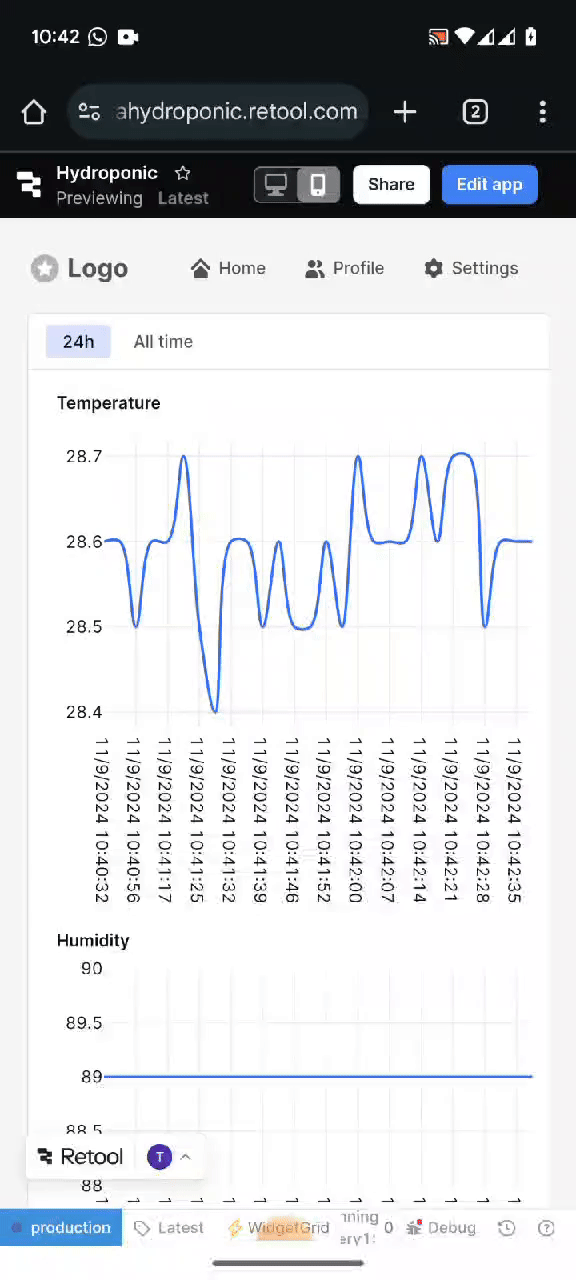 10:42
ahydroponic.retool.com
2
Hydroponic
Previewing Latest
Share
Edit app
Logo
Home
Profile
Settings
24h
All time
Temperature
28.7
28.6
28.5
28.4
11/9/2024 10:40:32
11/9/2024 10:40:56
11/9/2024 10:41:17
11/9/2024 10:41:25
11/9/2024 10:41:32
11/9/2024 10:41:39
11/9/2024 10:41:46
11/9/2024 10:41:52
11/9/2024 10:42:00
11/9/2024 10:42:07
11/9/2024 10:42:14
11/9/2024 10:42:21
11/9/2024 10:42:28
11/9/2024 10:42:35
Humidity
90
89.5
89
88.5
88
Retool
T
production
Latest
WidgetGrid
0
Debug